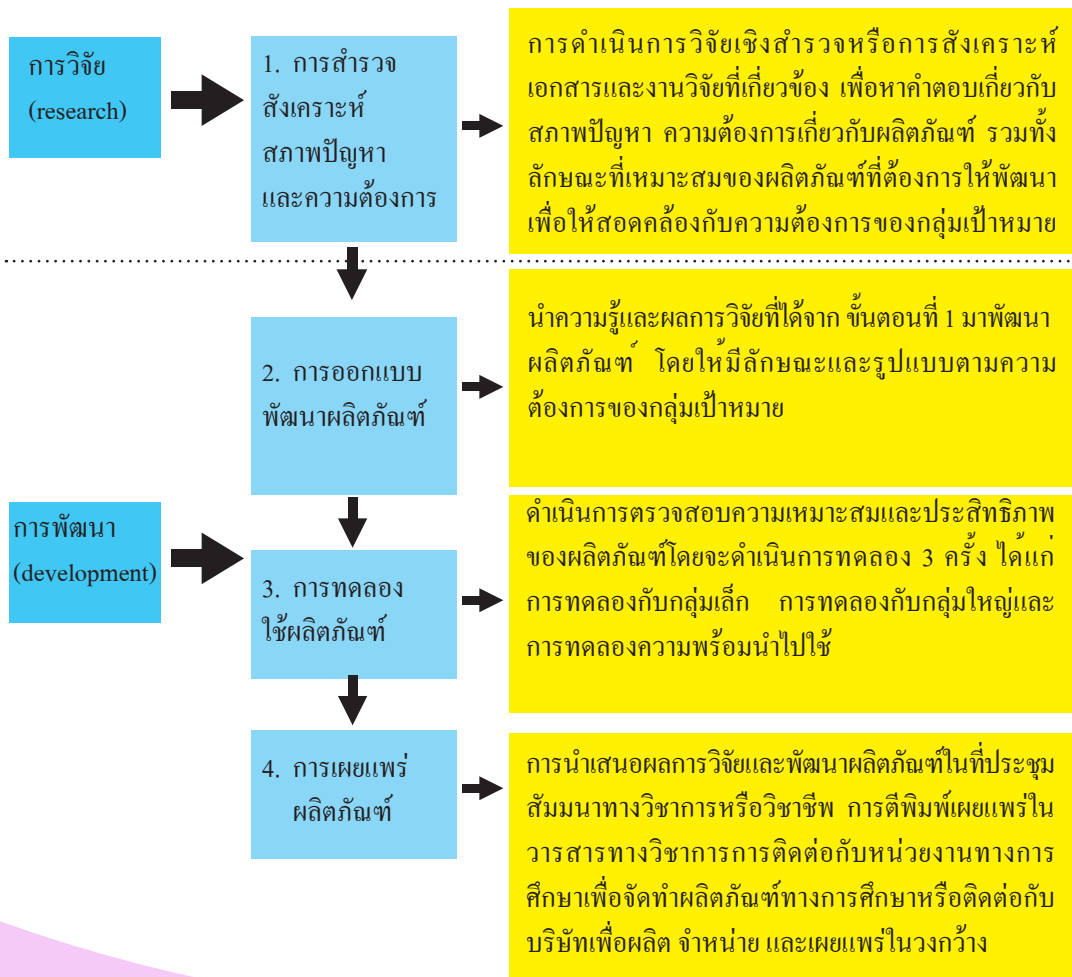 การวิจัย
(research)
1. การสำรวจ
สังเคราะห์
สภาพปัญหา
และความต้องการ
การดำเนินการวิจัยเชิงสำรวจหรือการสังเคราะห์
เอกสารและงานวิจัยที่เกี่ยวข้อง เพื่อหาคำตอบเกี่ยวกับ
สภาพปัญหา ความต้องการเกี่ยวกับผลิตภัณฑ์ รวมทั้ง
ลักษณะที่เหมาะสมของผลิตภัณฑ์ที่ต้องการให้พัฒนา
เพื่อให้สอดคล้องกับความต้องการของกลุ่มเป้าหมาย
2. การออกแบบ
พัฒนาผลิตภัณฑ์
นำความรู้และผลการวิจัยที่ได้จาก ขั้นตอนที่ 1 มาพัฒนา
ผลิตภัณฑ์ โดยให้มีลักษณะและรูปแบบตามความ
ต้องการของกลุ่มเป้าหมาย
การพัฒนา
(development)
3. การทดลอง
ใช้ผลิตภัณฑ์
ดำเนินการตรวจสอบความเหมาะสมและประสิทธิภาพ
ของผลิตภัณฑ์โดยจะดำเนินการทดลอง 3 ครั้ง ได้แก่
การทดลองกับกลุ่มเล็ก การทดลองกับกลุ่มใหญ่และ
การทดลองความพร้อมนำไปใช้
4. การเผยแพร่
ผลิตภัณฑ์
การนำเสนอผลการวิจัยและพัฒนาผลิตภัณฑ์ในที่ประชุม
สัมมนาทางวิชาการหรือวิชาชีพ การตีพิมพ์เผยแพร่ใน
วารสารทางวิชาการการติดต่อกับหน่วยงานทางการ
ศึกษาเพื่อจัดทำผลิตภัณฑ์ทางการศึกษาหรือติดต่อกับ
บริษัทเพื่อผลิต จำหน่าย และเผยแพร่ในวงกว้าง